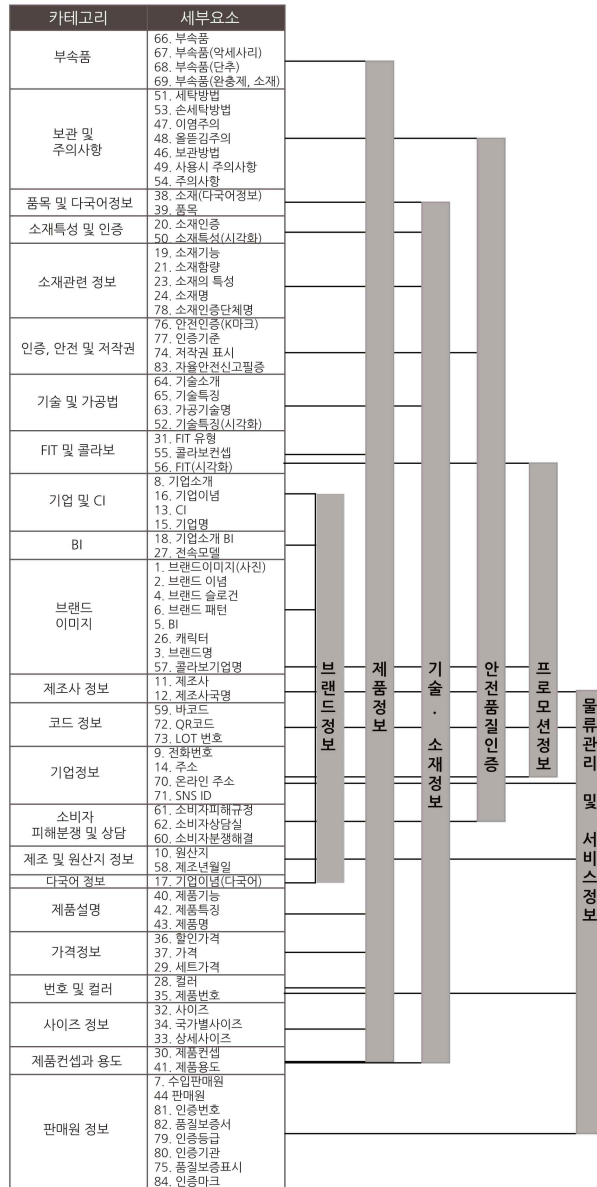 카테고리 세부요소
부속품
66. 부속품
67. 부속품(악세사리)
68. 부속품(단추)
69. 부속품(완충제, 소재)
보관 및
주의사항
51. 세탁방법
53. 손세탁방법
47. 이염주의
48. 올뜯김주의
46. 보관방법
49. 사용시 주의사항
54. 주의사항
품목 및 다국어정보
38. 소재(다국어정보)
39. 품목
소재특성 및 인증
20. 소재인증
50. 소재특성(시각화)
소재관련 정보
19. 소재기능
21. 소재함량
23. 소재의 특성
24. 소재명
78. 소재인증단체명
인증, 안전 및 저작권
76. 안전인증(K마크)
77. 인증기준
74. 저작권 표시
83. 자율안전신고필증
기술 및 가공법
64. 기술소개
65. 기술특징
63. 가공기술명
52. 기술특징(시각화)
FIT 및 콜라보
31. FIT 유형
55. 콜라보컨셉
56. FIT(시각화)
기업 및 CI
8. 기업소개
16. 기업이념
13. CI
15. 기업명
BI
18. 기업소개 BI
27. 전속모델
브랜드
이미지
1. 브랜드이미지(사진)
2. 브랜드 이념
4. 브랜드 슬로건
6. 브랜드 패턴
5. BI
26. 캐릭터
3. 브랜드명
57. 콜라보기업명
제조사 정보
11. 제조사
12. 제조사국명
코드 정보
59. 바코드
72. QR코드
73. LOT 번호
기업정보
9. 전화번호
14. 주소
70. 온라인 주소
71. SNS ID
소비자
피해분쟁 및 상담
61. 소비자피해규정
62. 소비자상담실
60. 소비자분쟁해결
제조 및 원산지 정보
10. 원산지
58. 제조년월일
다국어 정보
17. 기업이념(다국어)
제품설명
40. 제품기능
42. 제품특징
43. 제품명
가격정보
36. 할인가격
37. 가격
29. 세트가격
번호 및 컬러
28. 컬러
35. 제품번호
사이즈 정보
32. 사이즈
34. 국가별사이즈
33. 상세사이즈
제품컨셉과 용도
30. 제품컨셉
41. 제품용도
판매원 정보
7. 수입판매원
44 판매원
81. 인증번호
82. 품질보증서
79. 인증등급
80. 인증기관
75. 품질보증표시
84. 인증마크
브랜드정보
제품정보
기술 · 소재정보
안전품질인증
프로모션정보
물류관리 및 서비스정보